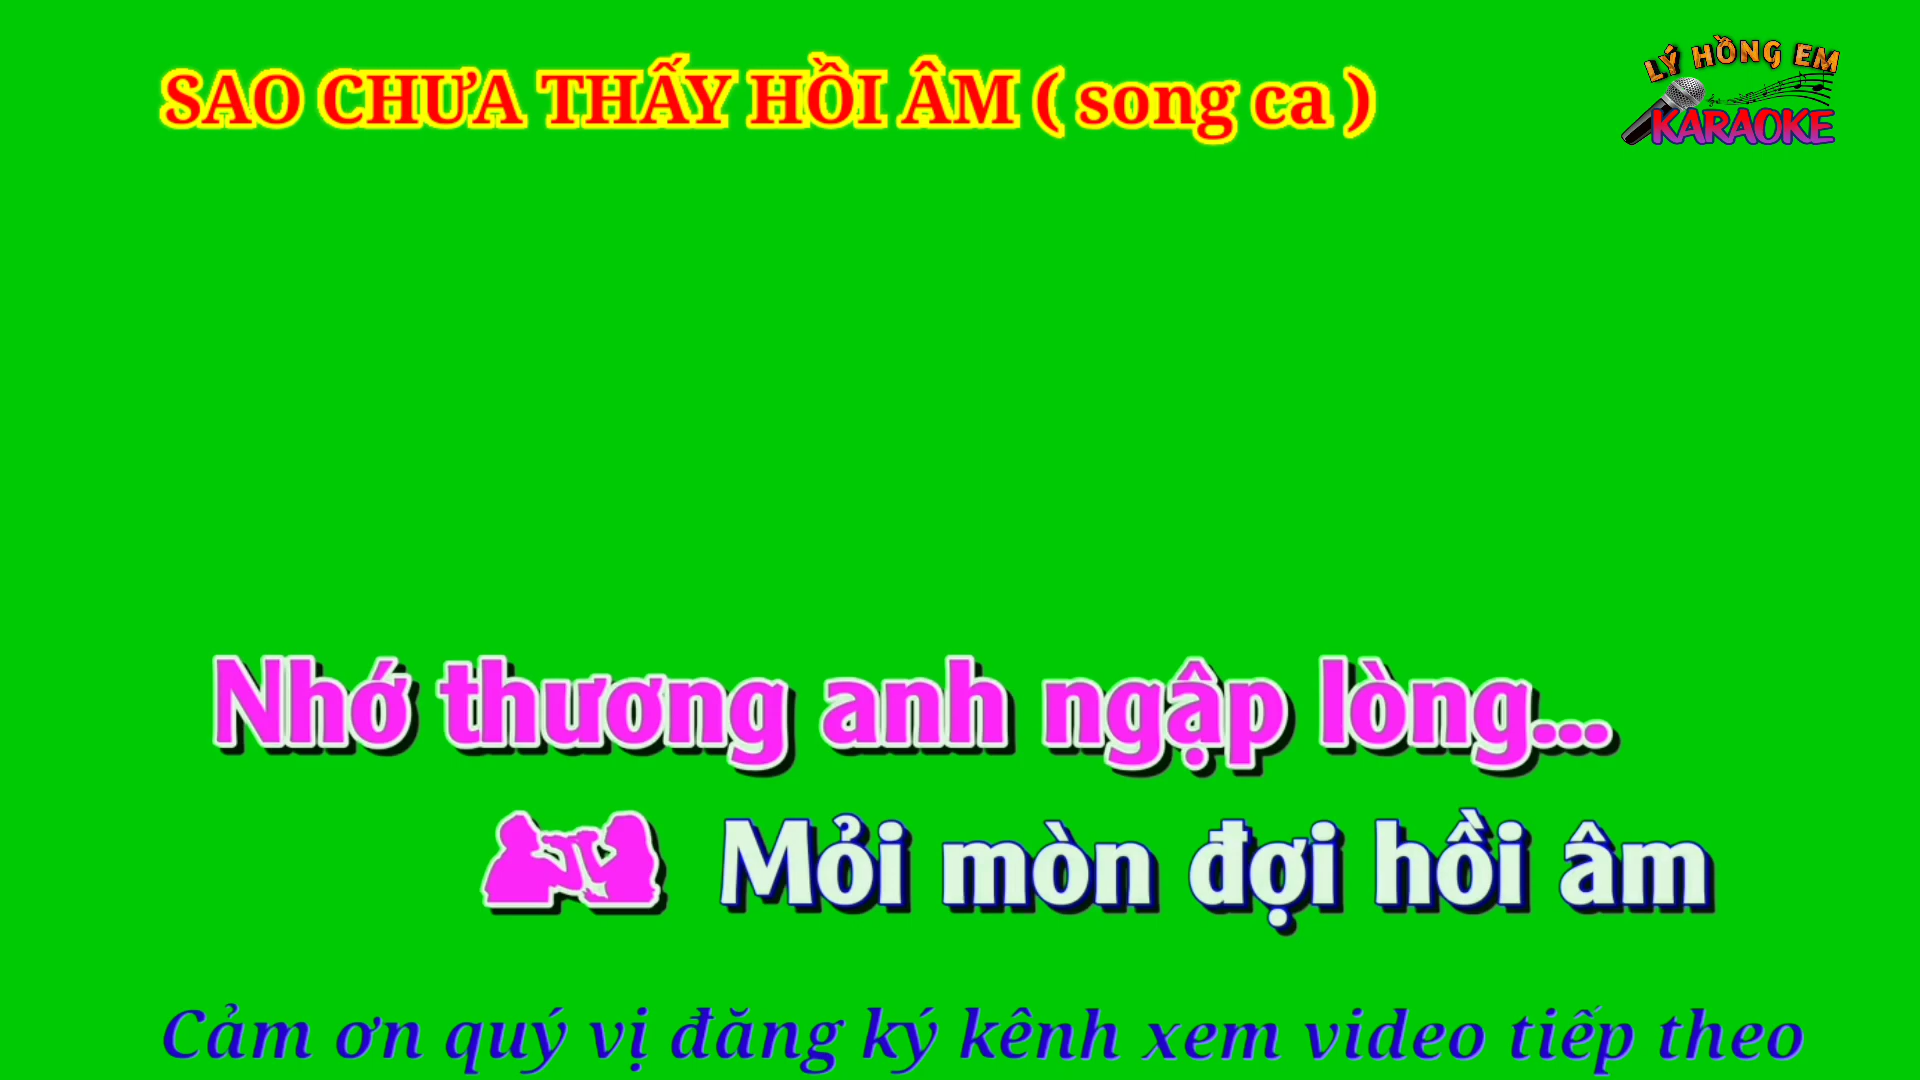 SAO CHƯA THẤY HỒI ÂM ( song ca )
LÝ HỒNG EM
KARAOKE
Nhớ thương anh ngập lòng...
Mỏi mòn đợi hồi âm
Cảm ơn quý vị đăng ký kênh xem video tiếp theo